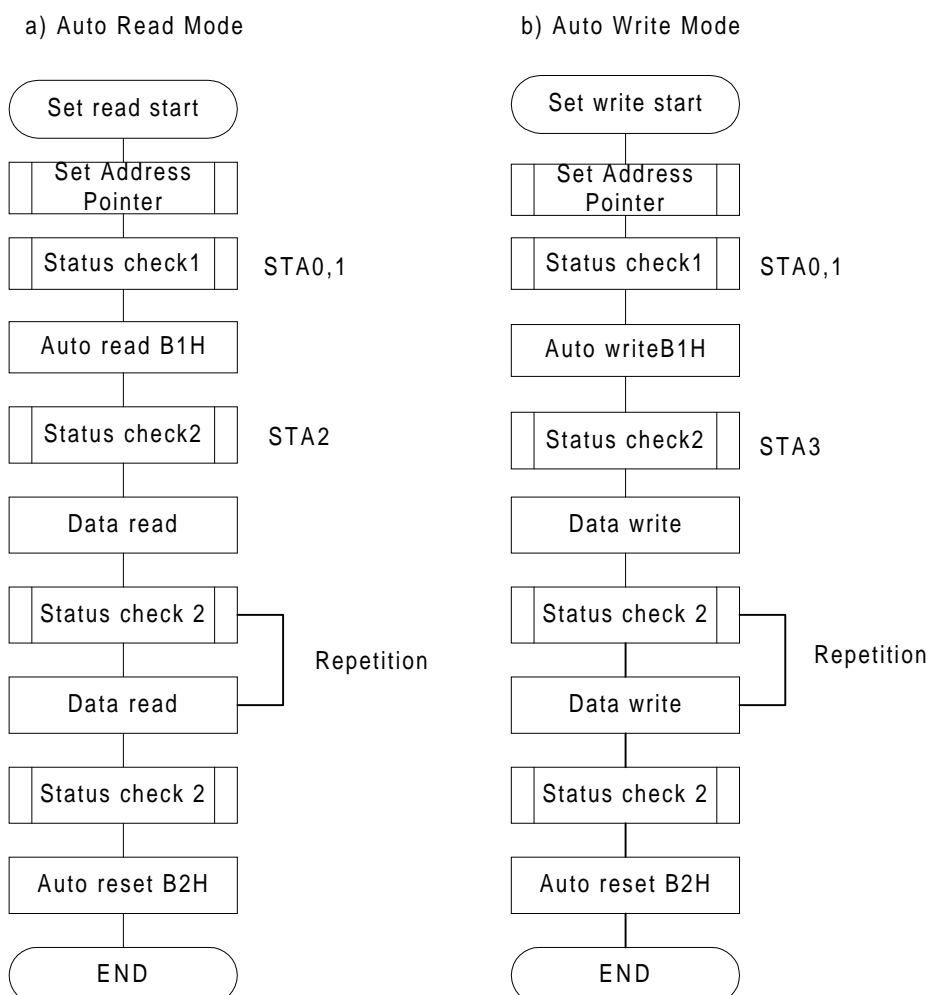 a) Auto Read Mode
Set read start
Set Address
Pointer
Status check1
STA0,1
Auto read B1H
Status check2
STA2
Data read
Status check 2
Repetition
Data read
Status check 2
Auto reset B2H
END
b) Auto Write Mode
Set write start
Set Address
Pointer
Status check1
STA0,1
Auto writeB1H
Status check2
STA3
Data write
Status check 2
Repetition
Data write
Status check 2
Auto reset B2H
END